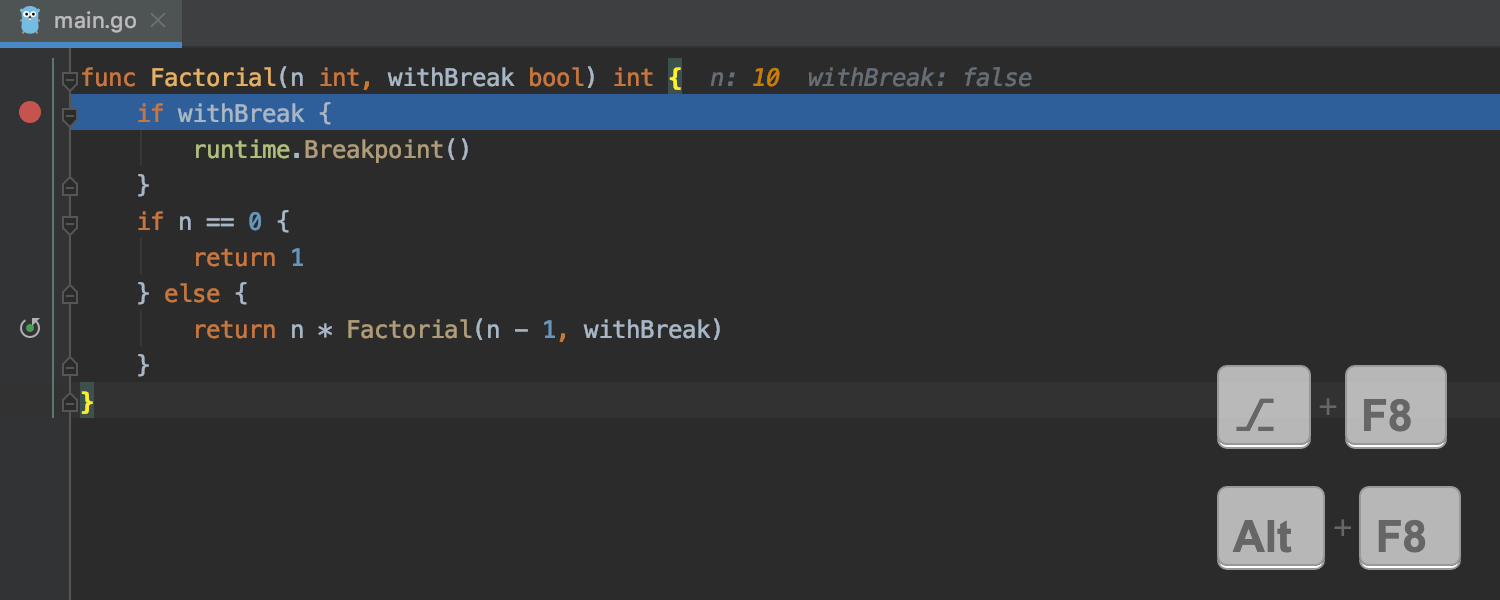 main.go
func Factorial(n int, withBreak bool) int { n: 10 withBreak: false
if withBreak {
runtime.Breakpoint()
}
if n == 0 {
return 1
} else {
return n * Factorial(n - 1, withBreak)
}
}
⌥ + F8
Alt + F8